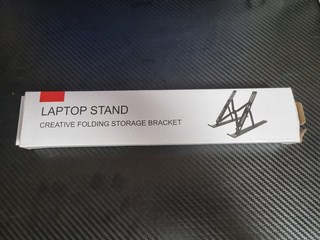 LAPTOP STAND
CREATIVE FOLDING STORAGE BRACKET